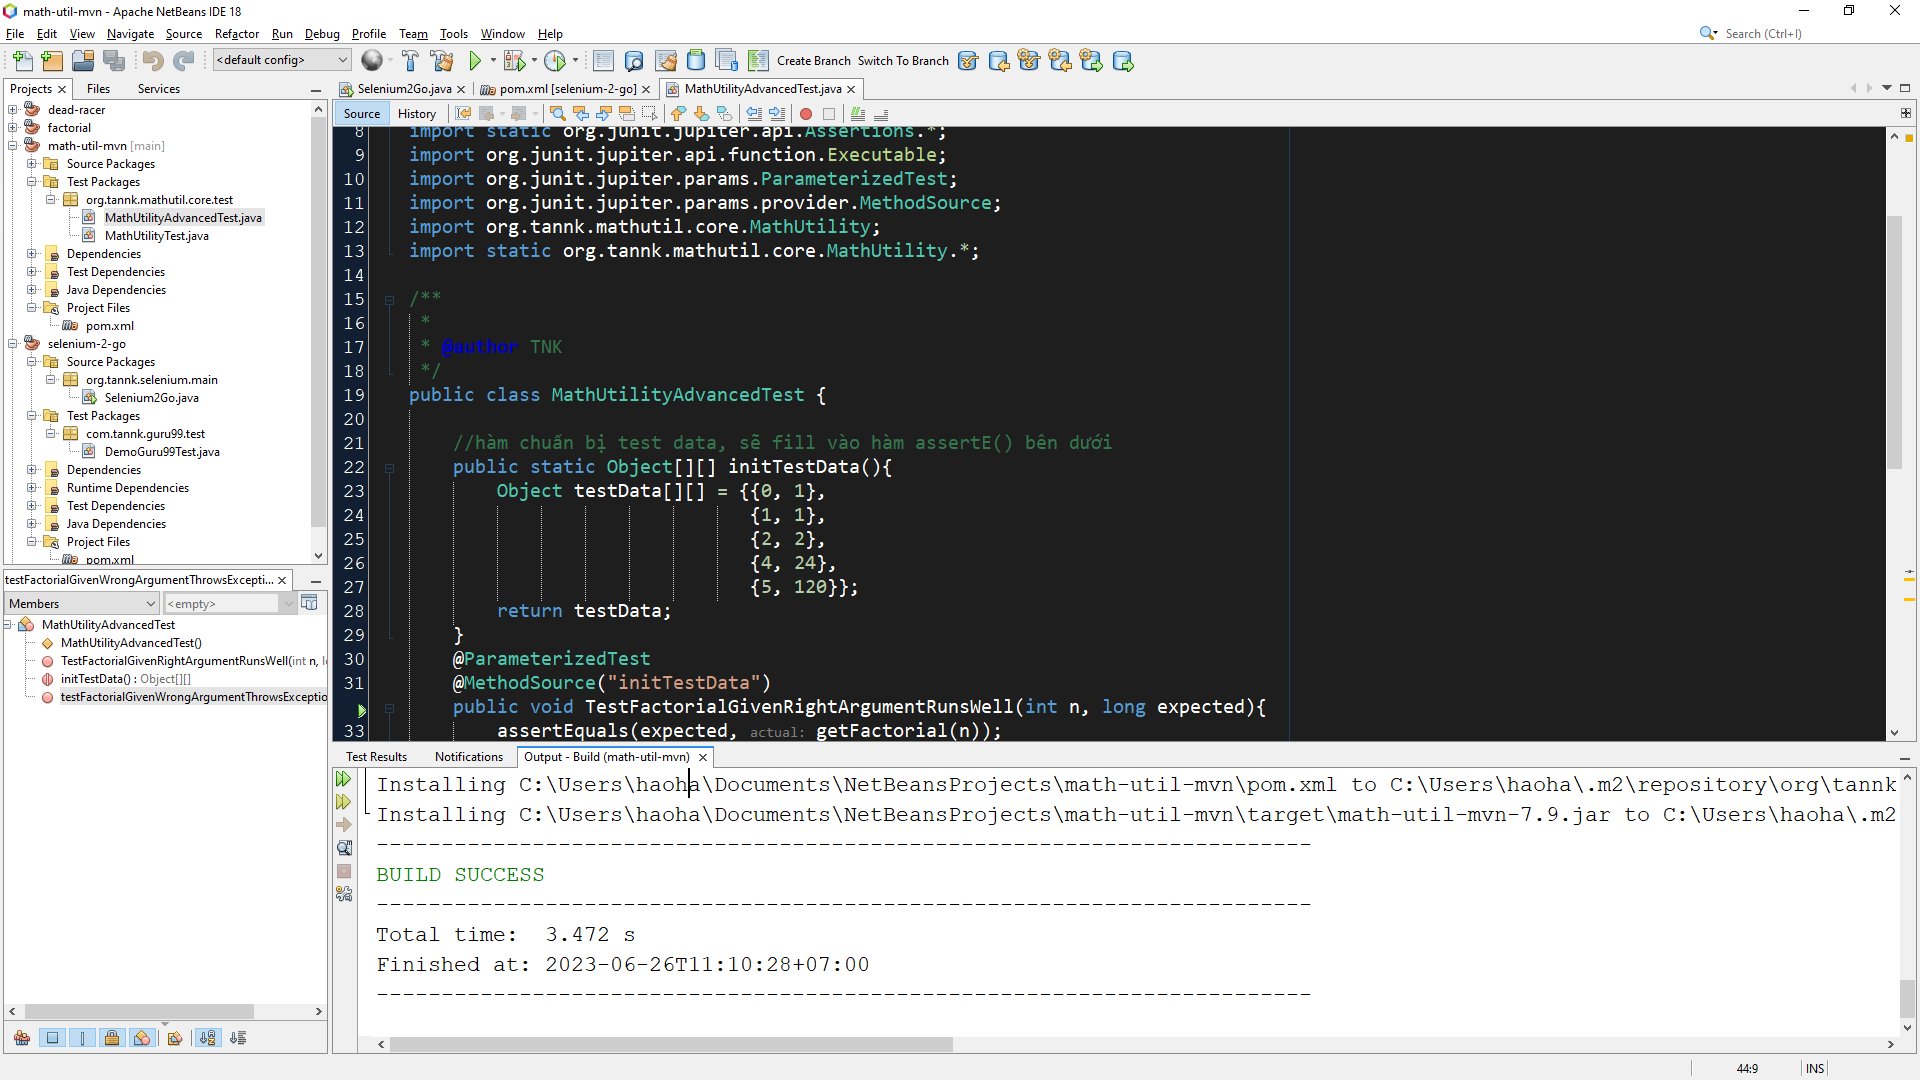 math-util-mvn - Apache NetBeans IDE 18
File Edit View Navigate Source Refactor Run Debug Profile Team Tools Window Help
Search (Ctrl+I)
<default config>
Create Branch Switch To Branch
Projects Files Services
dead-racer
factorial
math-util-mvn [main]
Source Packages
Test Packages
org.tannk.mathutil.core.test
MathUtilityAdvancedTest.java
MathUtilityTest.java
Dependencies
Test Dependencies
Java Dependencies
Project Files
pom.xml
selenium-2-go
Source Packages
org.tannk.selenium.main
Selenium2Go.java
Test Packages
com.tannk.guru99.test
DemoGuru99Test.java
Dependencies
Runtime Dependencies
Test Dependencies
Java Dependencies
Project Files
pom.xml
testFactorialGivenWrongArgumentThrowsExcepti...
Members <empty>
MathUtilityAdvancedTest
MathUtilityAdvancedTest()
TestFactorialGivenRightArgumentRunsWell(int n, l
initTestData() : Object[][]
testFactorialGivenWrongArgumentThrowsExceptio
Selenium2Go.java pom.xml [selenium-2-go] MathUtilityAdvancedTest.java
Source History
8 import static org.junit.jupiter.api.Assertions.*;
9 import org.junit.jupiter.api.function.Executable;
10 import org.junit.jupiter.params.ParameterizedTest;
11 import org.junit.jupiter.params.provider.MethodSource;
12 import org.tannk.mathutil.core.MathUtility;
13 import static org.tannk.mathutil.core.MathUtility.*;
14
15 /**
16 *
17 * @author TNK
18 */
19 public class MathUtilityAdvancedTest {
20
21 //hàm chuẩn bị test data, sẽ fill vào hàm assertE() bên dưới
22 public static Object[][] initTestData(){
23 Object testData[][] = {{0, 1},
24 {1, 1},
25 {2, 2},
26 {4, 24},
27 {5, 120}};
28 return testData;
29 }
30 @ParameterizedTest
31 @MethodSource("initTestData")
public void TestFactorialGivenRightArgumentRunsWell(int n, long expected){
33 assertEquals(expected, actual: getFactorial(n));
Test Results Notifications Output - Build (math-util-mvn)
Installing C:\Users\haoha\Documents\NetBeansProjects\math-util-mvn\pom.xml to C:\Users\haoha\.m2\repository\org\tannk
Installing C:\Users\haoha\Documents\NetBeansProjects\math-util-mvn\target\math-util-mvn-7.9.jar to C:\Users\haoha\.m2
------------------------------------------------------------------------
BUILD SUCCESS
------------------------------------------------------------------------
Total time:  3.472 s
Finished at: 2023-06-26T11:10:28+07:00
------------------------------------------------------------------------
44:9 INS